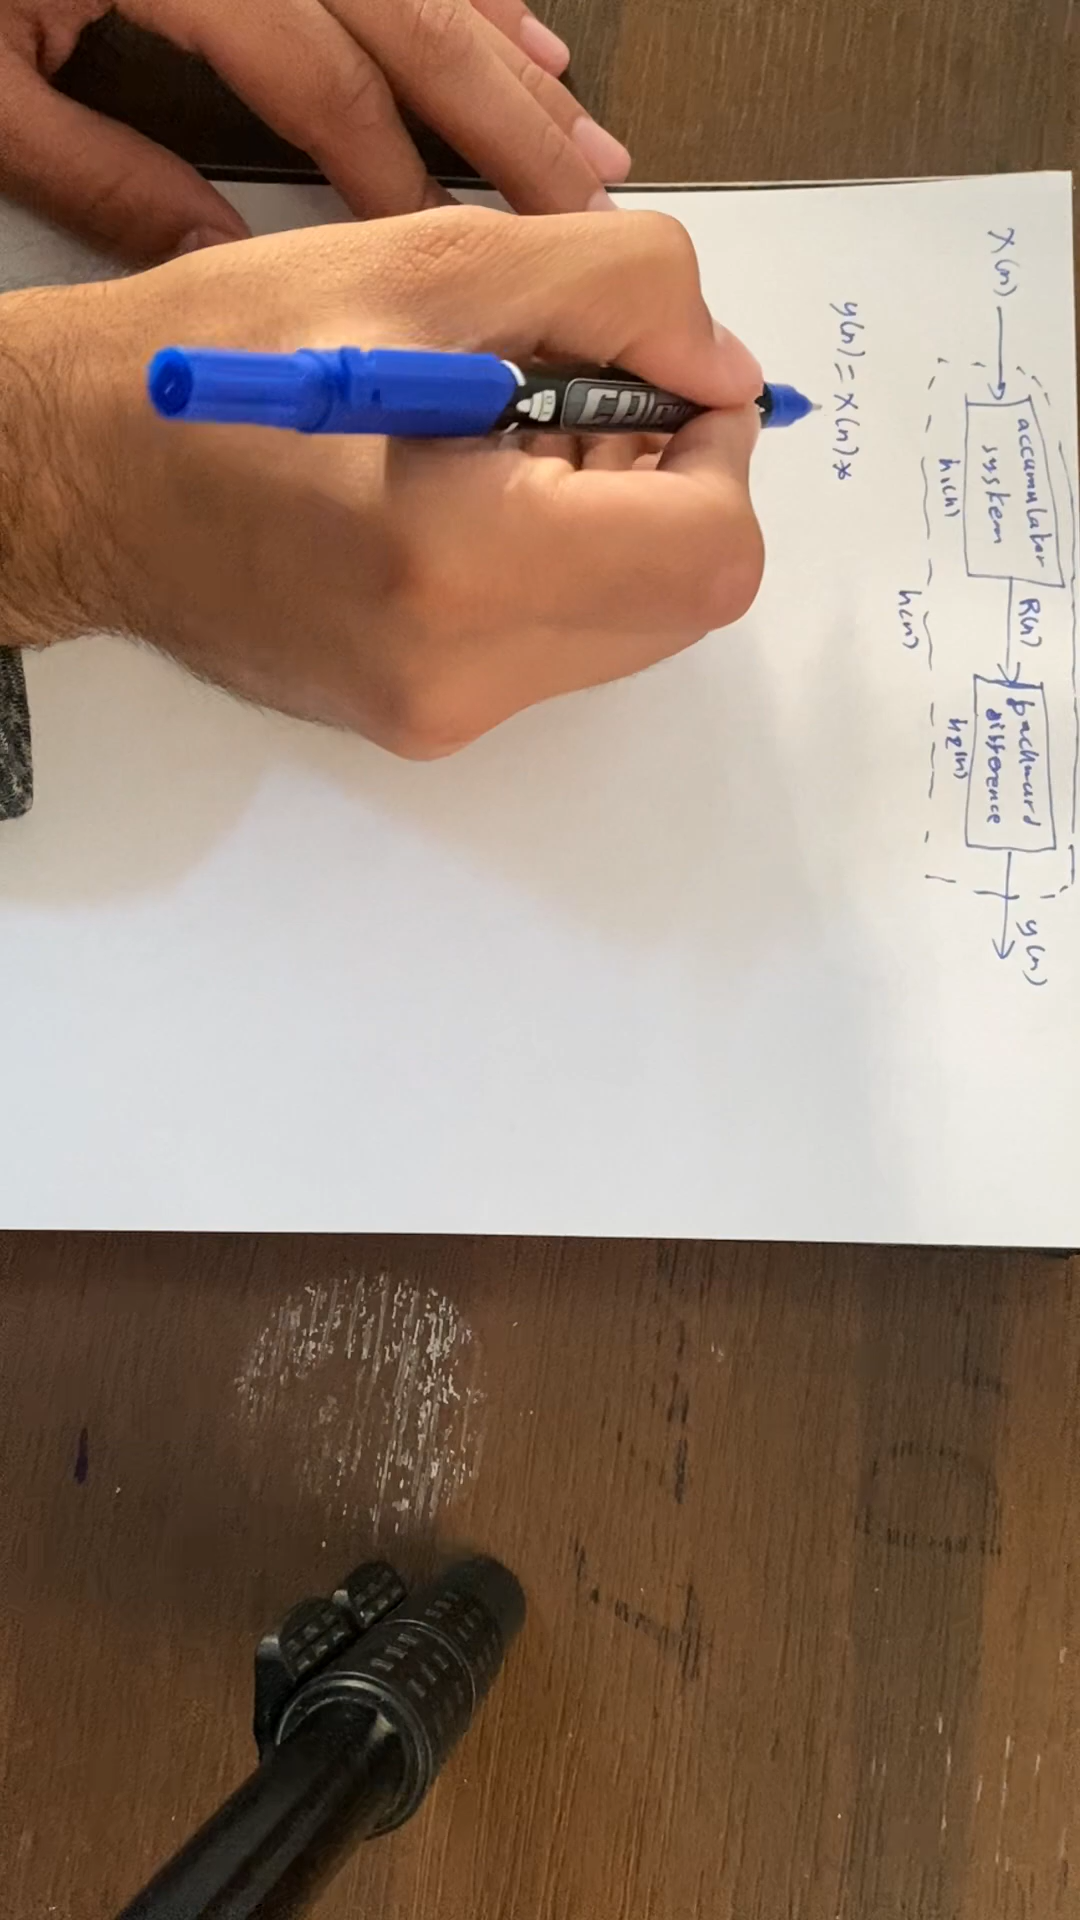 x(n)
accumulator
system
h1(n)
R(n)
backward
difference
h2(n)
y(n)
h(n)
y(n) = x(n) *